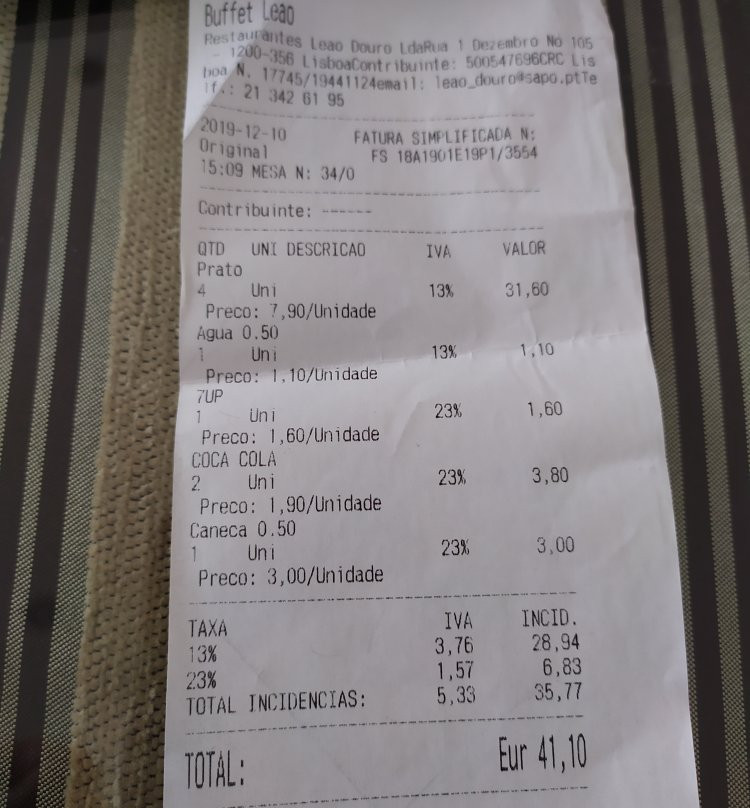 Buffet Leao
Restaurantes Leao Douro LdaRua 1 Dezembro No 105
- 1200-356 LisboaContribuinte: 500547696CRC Lis
boa N. 17745/19441124email: leao_douro@sapo.ptTe
lf.: 21 342 61 95
2019-12-10 FATURA SIMPLIFICADA N:
Original FS 18A1901E19P1/3554
15:09 MESA N: 34/0
Contribuinte: ------
QTD UNI DESCRICAO IVA VALOR
Prato
4 Uni 13% 31,60
Preco: 7,90/Unidade
Agua 0.50
1 Uni 13% 1,10
Preco: 1,10/Unidade
7UP
1 Uni 23% 1,60
Preco: 1,60/Unidade
COCA COLA
2 Uni 23% 3,80
Preco: 1,90/Unidade
Caneca 0.50
1 Uni 23% 3,00
Preco: 3,00/Unidade
TAXA IVA INCID.
13% 3,76 28,94
23% 1,57 6,83
TOTAL INCIDENCIAS: 5,33 35,77
TOTAL: Eur 41,10